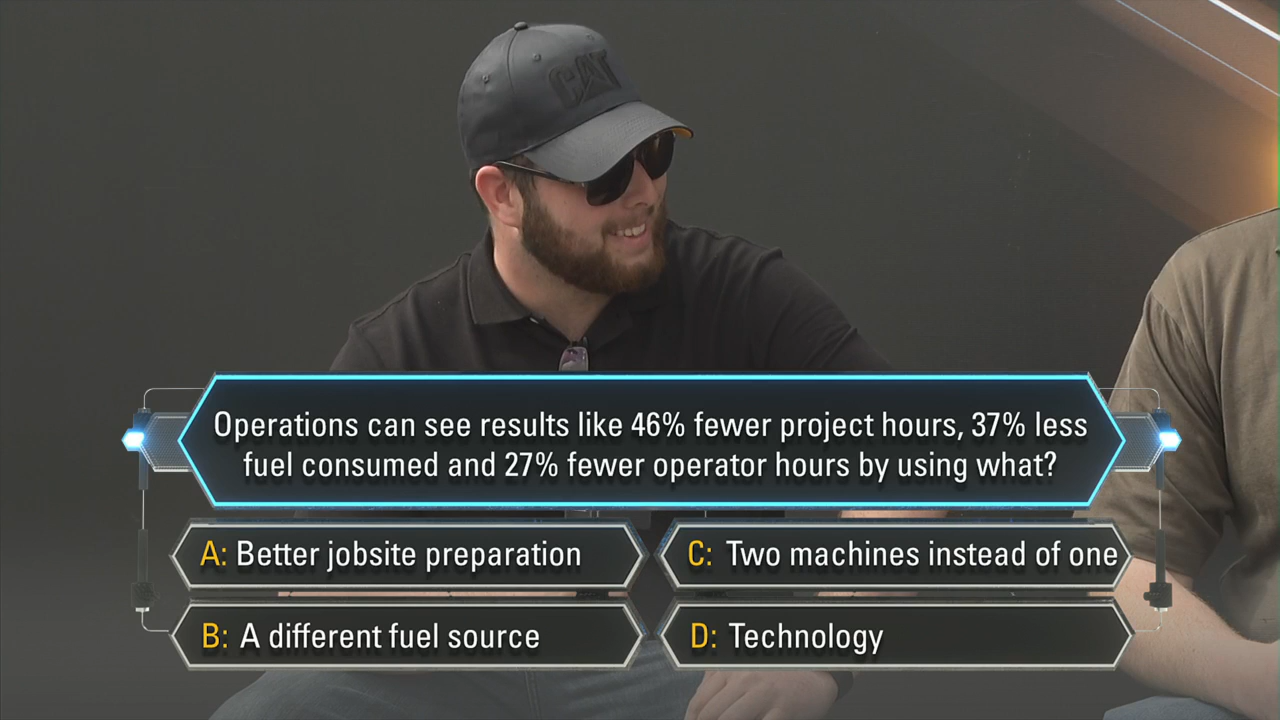 CAT
Operations can see results like 46% fewer project hours, 37% less
fuel consumed and 27% fewer operator hours by using what?
A: Better jobsite preparation
C: Two machines instead of one
B: A different fuel source
D: Technology